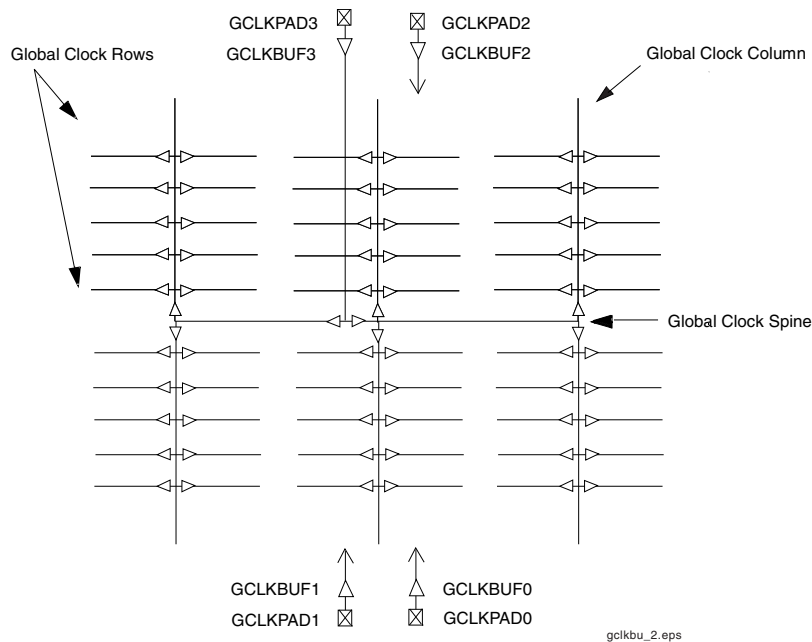 GCLKPAD3
GCLKPAD2
GCLKBUF3
GCLKBUF2
Global Clock Rows
Global Clock Column
Global Clock Spine
GCLKBUF1
GCLKBUF0
GCLKPAD1
GCLKPAD0
gclkbu_2.eps